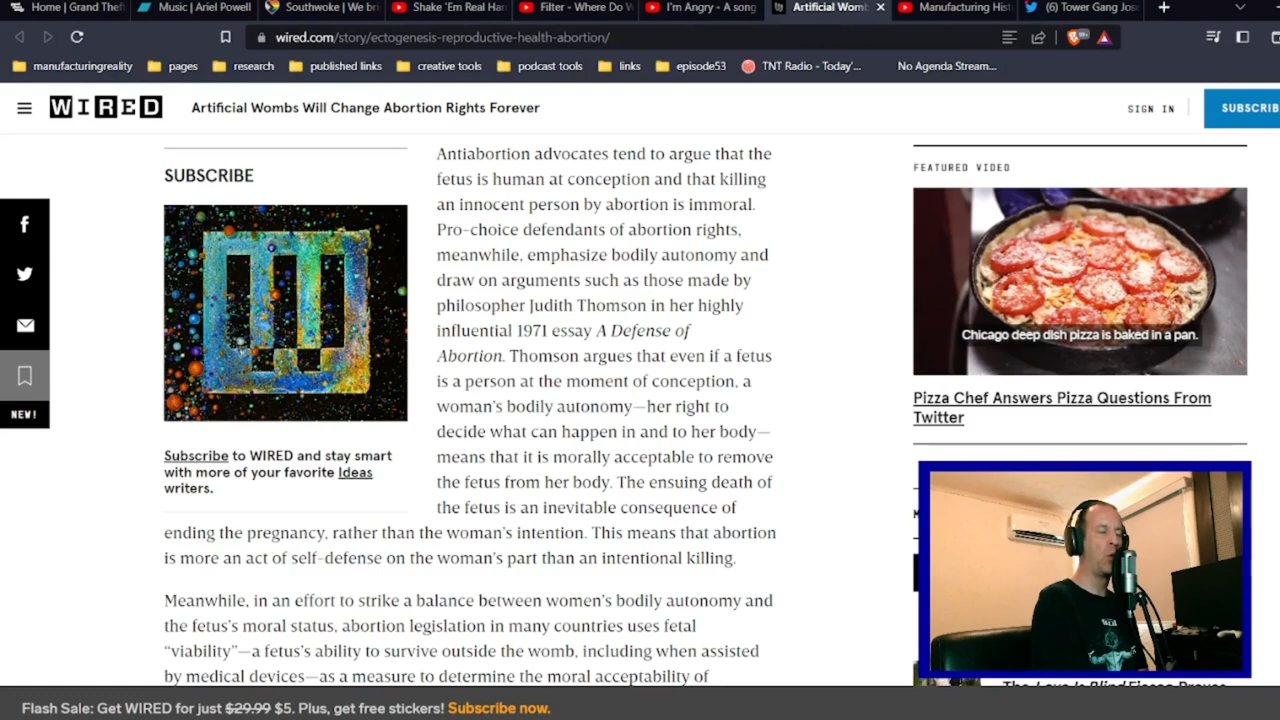 Home | Grand Theft
Music | Ariel Powell
Southwoke | We bri
Shake 'Em Real Har
Filter - Where Do W
I'm Angry - A song
Artificial Womb
Manufacturing Hist
(6) Tower Gang Jose
wired.com/story/ectogenesis-reproductive-health-abortion/
manufacturingreality
pages
research
published links
creative tools
podcast tools
links
episode53
TNT Radio - Today'...
No Agenda Stream...
WIRED
Artificial Wombs Will Change Abortion Rights Forever
SIGN IN
SUBSCRIB
SUBSCRIBE
Subscribe to WIRED and stay smart
with more of your favorite Ideas
writers.
NEW!
Antiabortion advocates tend to argue that the
fetus is human at conception and that killing
an innocent person by abortion is immoral.
Pro-choice defendants of abortion rights,
meanwhile, emphasize bodily autonomy and
draw on arguments such as those made by
philosopher Judith Thomson in her highly
influential 1971 essay A Defense of
Abortion. Thomson argues that even if a fetus
is a person at the moment of conception, a
woman's bodily autonomy—her right to
decide what can happen in and to her body—
means that it is morally acceptable to remove
the fetus from her body. The ensuing death of
the fetus is an inevitable consequence of
ending the pregnancy, rather than the woman's intention. This means that abortion
is more an act of self-defense on the woman's part than an intentional killing.
Meanwhile, in an effort to strike a balance between women's bodily autonomy and
the fetus's moral status, abortion legislation in many countries uses fetal
“viability”—a fetus's ability to survive outside the womb, including when assisted
by medical devices—as a measure to determine the moral acceptability of
FEATURED VIDEO
Chicago deep dish pizza is baked in a pan.
Pizza Chef Answers Pizza Questions From
Twitter
Flash Sale: Get WIRED for just $29.99 $5. Plus, get free stickers! Subscribe now.